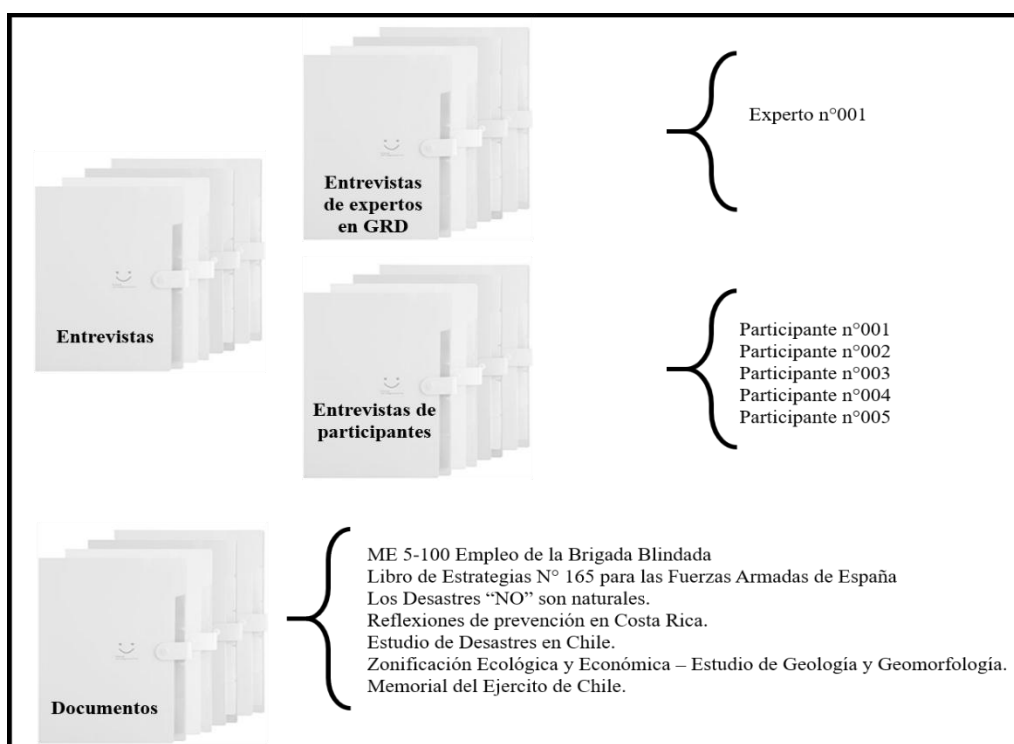 Entrevistas
Entrevistas
de expertos
en GRD
Experto n°001
Entrevistas de
participantes
Participante n°001
Participante n°002
Participante n°003
Participante n°004
Participante n°005
Documentos
ME 5-100 Empleo de la Brigada Blindada
Libro de Estrategias N° 165 para las Fuerzas Armadas de España
Los Desastres “NO” son naturales.
Reflexiones de prevención en Costa Rica.
Estudio de Desastres en Chile.
Zonificación Ecológica y Económica – Estudio de Geología y Geomorfología.
Memorial del Ejercito de Chile.